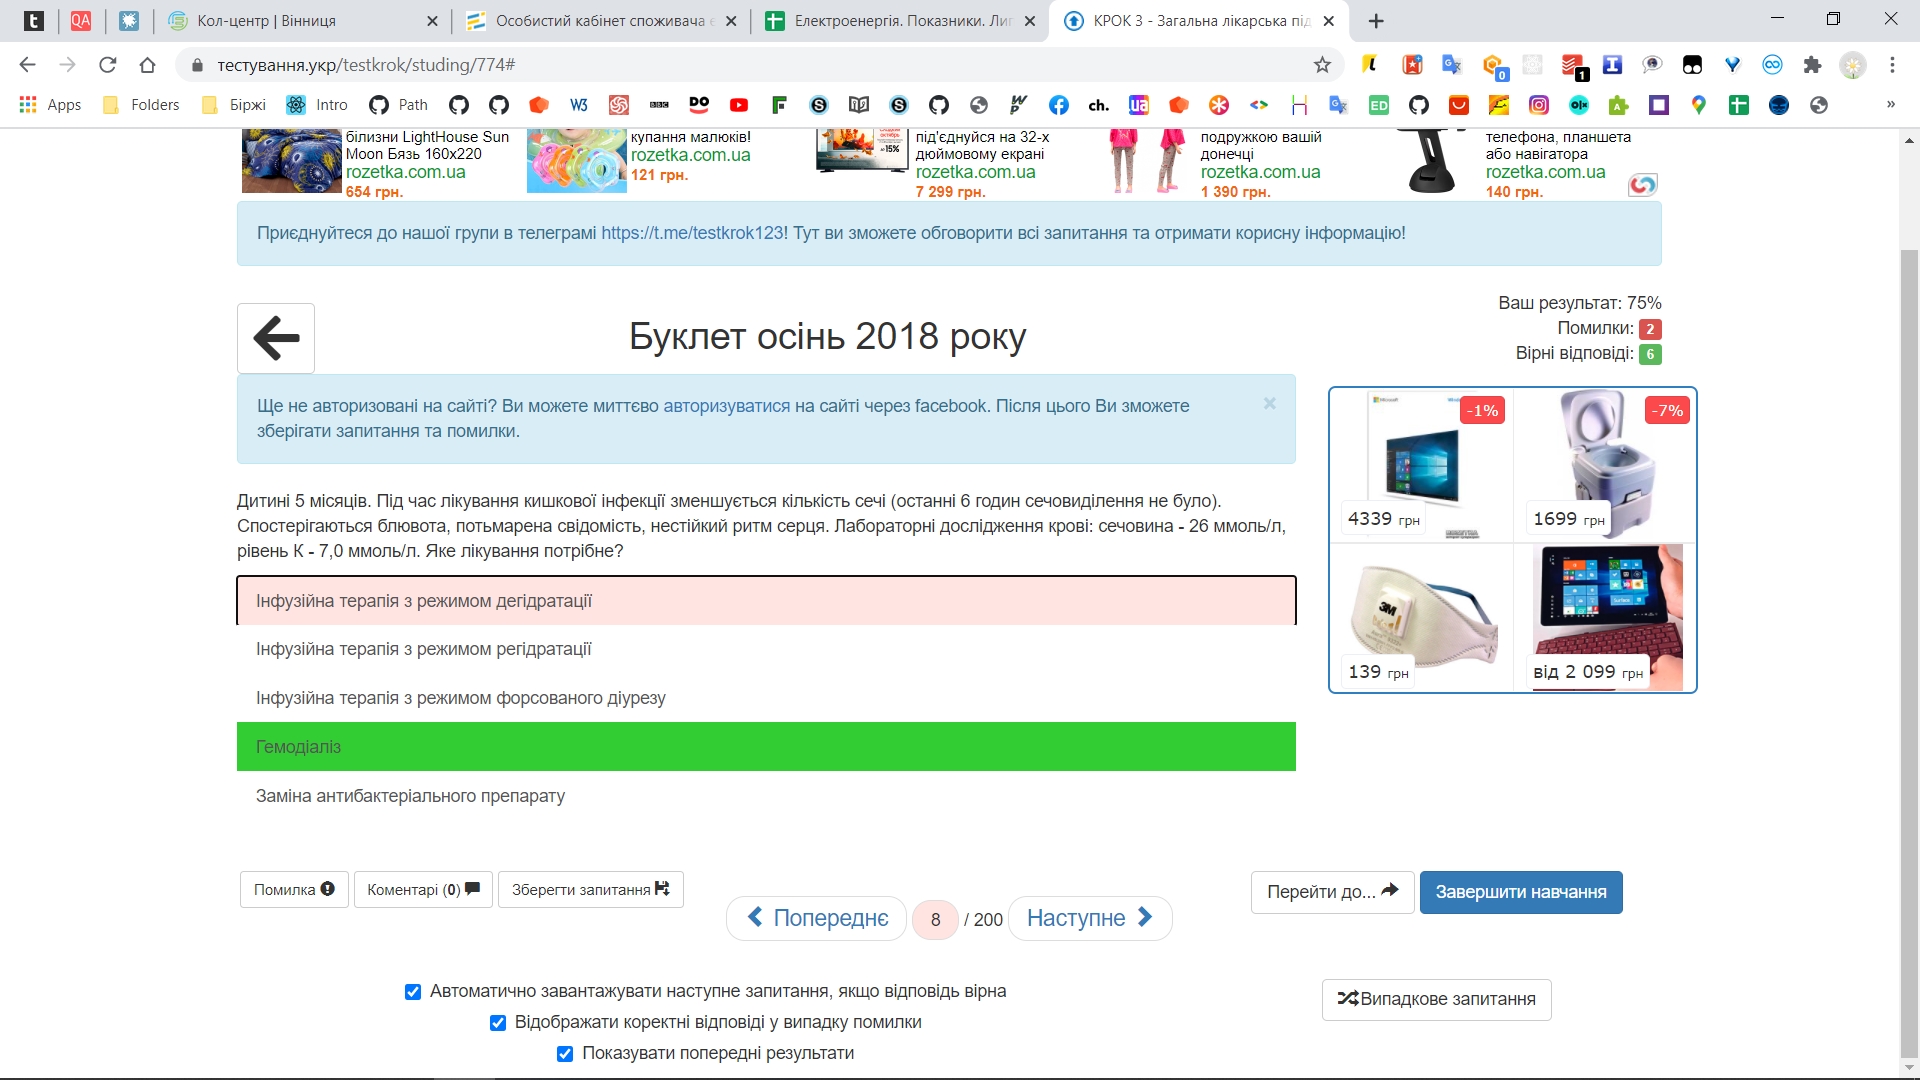 Кол-центр | Вінниця
Особистий кабінет споживача є
Електроенергія. Показники. Лип
КРОК 3 - Загальна лікарська під
тестування.укр/testkrok/studing/774#
Apps
Folders
Біржі
Intro
Path
білизни LightHouse Sun
Moon Бязь 160х220
rozetka.com.ua
654 грн.
купання малюків!
rozetka.com.ua
121 грн.
під'єднуйся на 32-х
дюймовому екрані
rozetka.com.ua
7 299 грн.
подружкою вашій
донечці
rozetka.com.ua
1 390 грн.
телефона, планшета
або навігатора
rozetka.com.ua
140 грн.
Приєднуйтеся до нашої групи в телеграмі https://t.me/testkrok123! Тут ви зможете обговорити всі запитання та отримати корисну інформацію!
Буклет осінь 2018 року
Ваш результат: 75%
Помилки: 2
Вірні відповіді: 6
Ще не авторизовані на сайті? Ви можете миттєво авторизуватися на сайті через facebook. Після цього Ви зможете
зберігати запитання та помилки.
Дитині 5 місяців. Під час лікування кишкової інфекції зменшується кількість сечі (останні 6 годин сечовиділення не було).
Спостерігаються блювота, потьмарена свідомість, нестійкий ритм серця. Лабораторні дослідження крові: сечовина - 26 ммоль/л,
рівень К - 7,0 ммоль/л. Яке лікування потрібне?
Інфузійна терапія з режимом дегідратації
Інфузійна терапія з режимом регідратації
Інфузійна терапія з режимом форсованого діурезу
Гемодіаліз
Заміна антибактеріального препарату
-1%
4339 грн
-7%
1699 грн
3M
139 грн
від 2 099 грн
Помилка
Коментарі (0)
Зберегти запитання
Попереднє
8 / 200
Наступне
Перейти до...
Завершити навчання
Автоматично завантажувати наступне запитання, якщо відповідь вірна
Відображати коректні відповіді у випадку помилки
Показувати попередні результати
Випадкове запитання